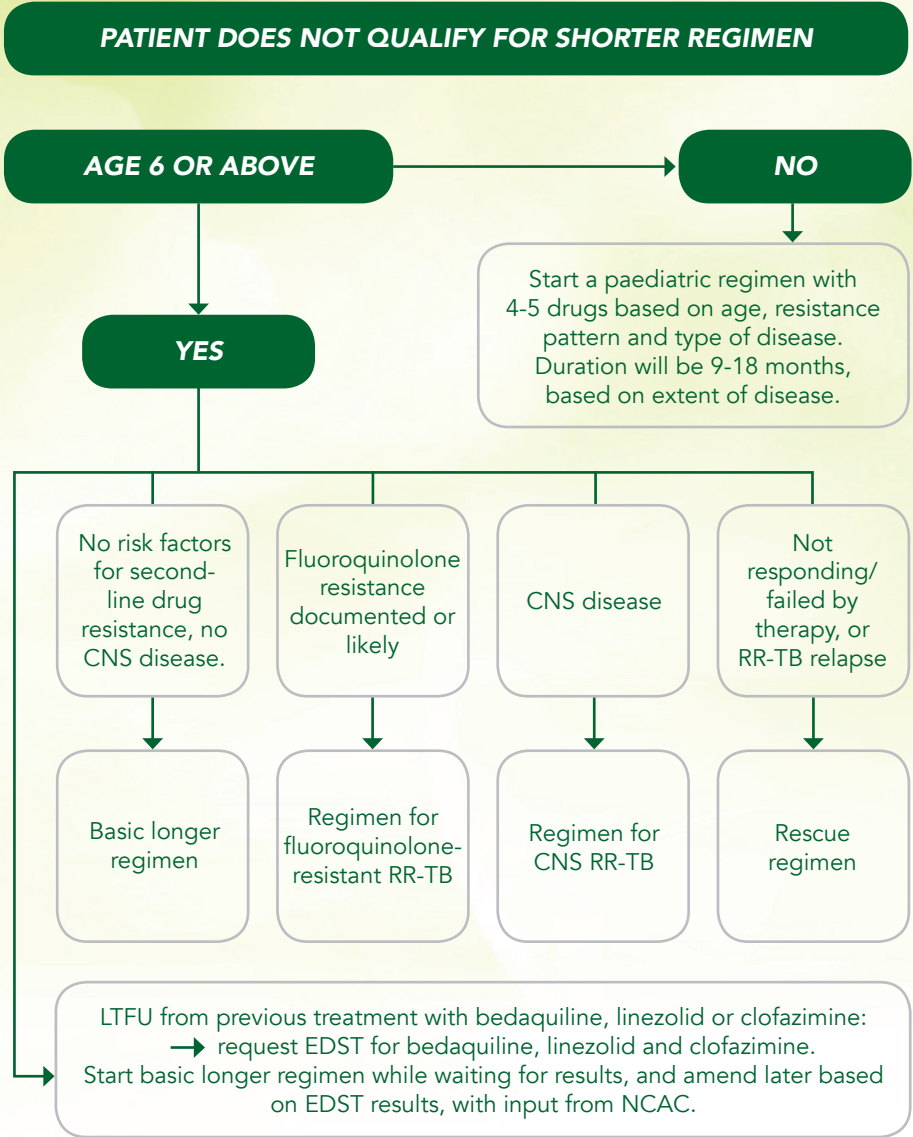 PATIENT DOES NOT QUALIFY FOR SHORTER REGIMEN
AGE 6 OR ABOVE
NO
Start a paediatric regimen with
4-5 drugs based on age, resistance
pattern and type of disease.
Duration will be 9-18 months,
based on extent of disease.
YES
No risk factors
for second-
line drug
resistance, no
CNS disease.
Fluoroquinolone
resistance
documented or
likely
CNS disease
Not
responding/
failed by
therapy, or
RR-TB relapse
Basic longer
regimen
Regimen for
fluoroquinolone-
resistant RR-TB
Regimen for
CNS RR-TB
Rescue
regimen
LTFU from previous treatment with bedaquiline, linezolid or clofazimine:
→ request EDST for bedaquiline, linezolid and clofazimine.
Start basic longer regimen while waiting for results, and amend later based
on EDST results, with input from NCAC.